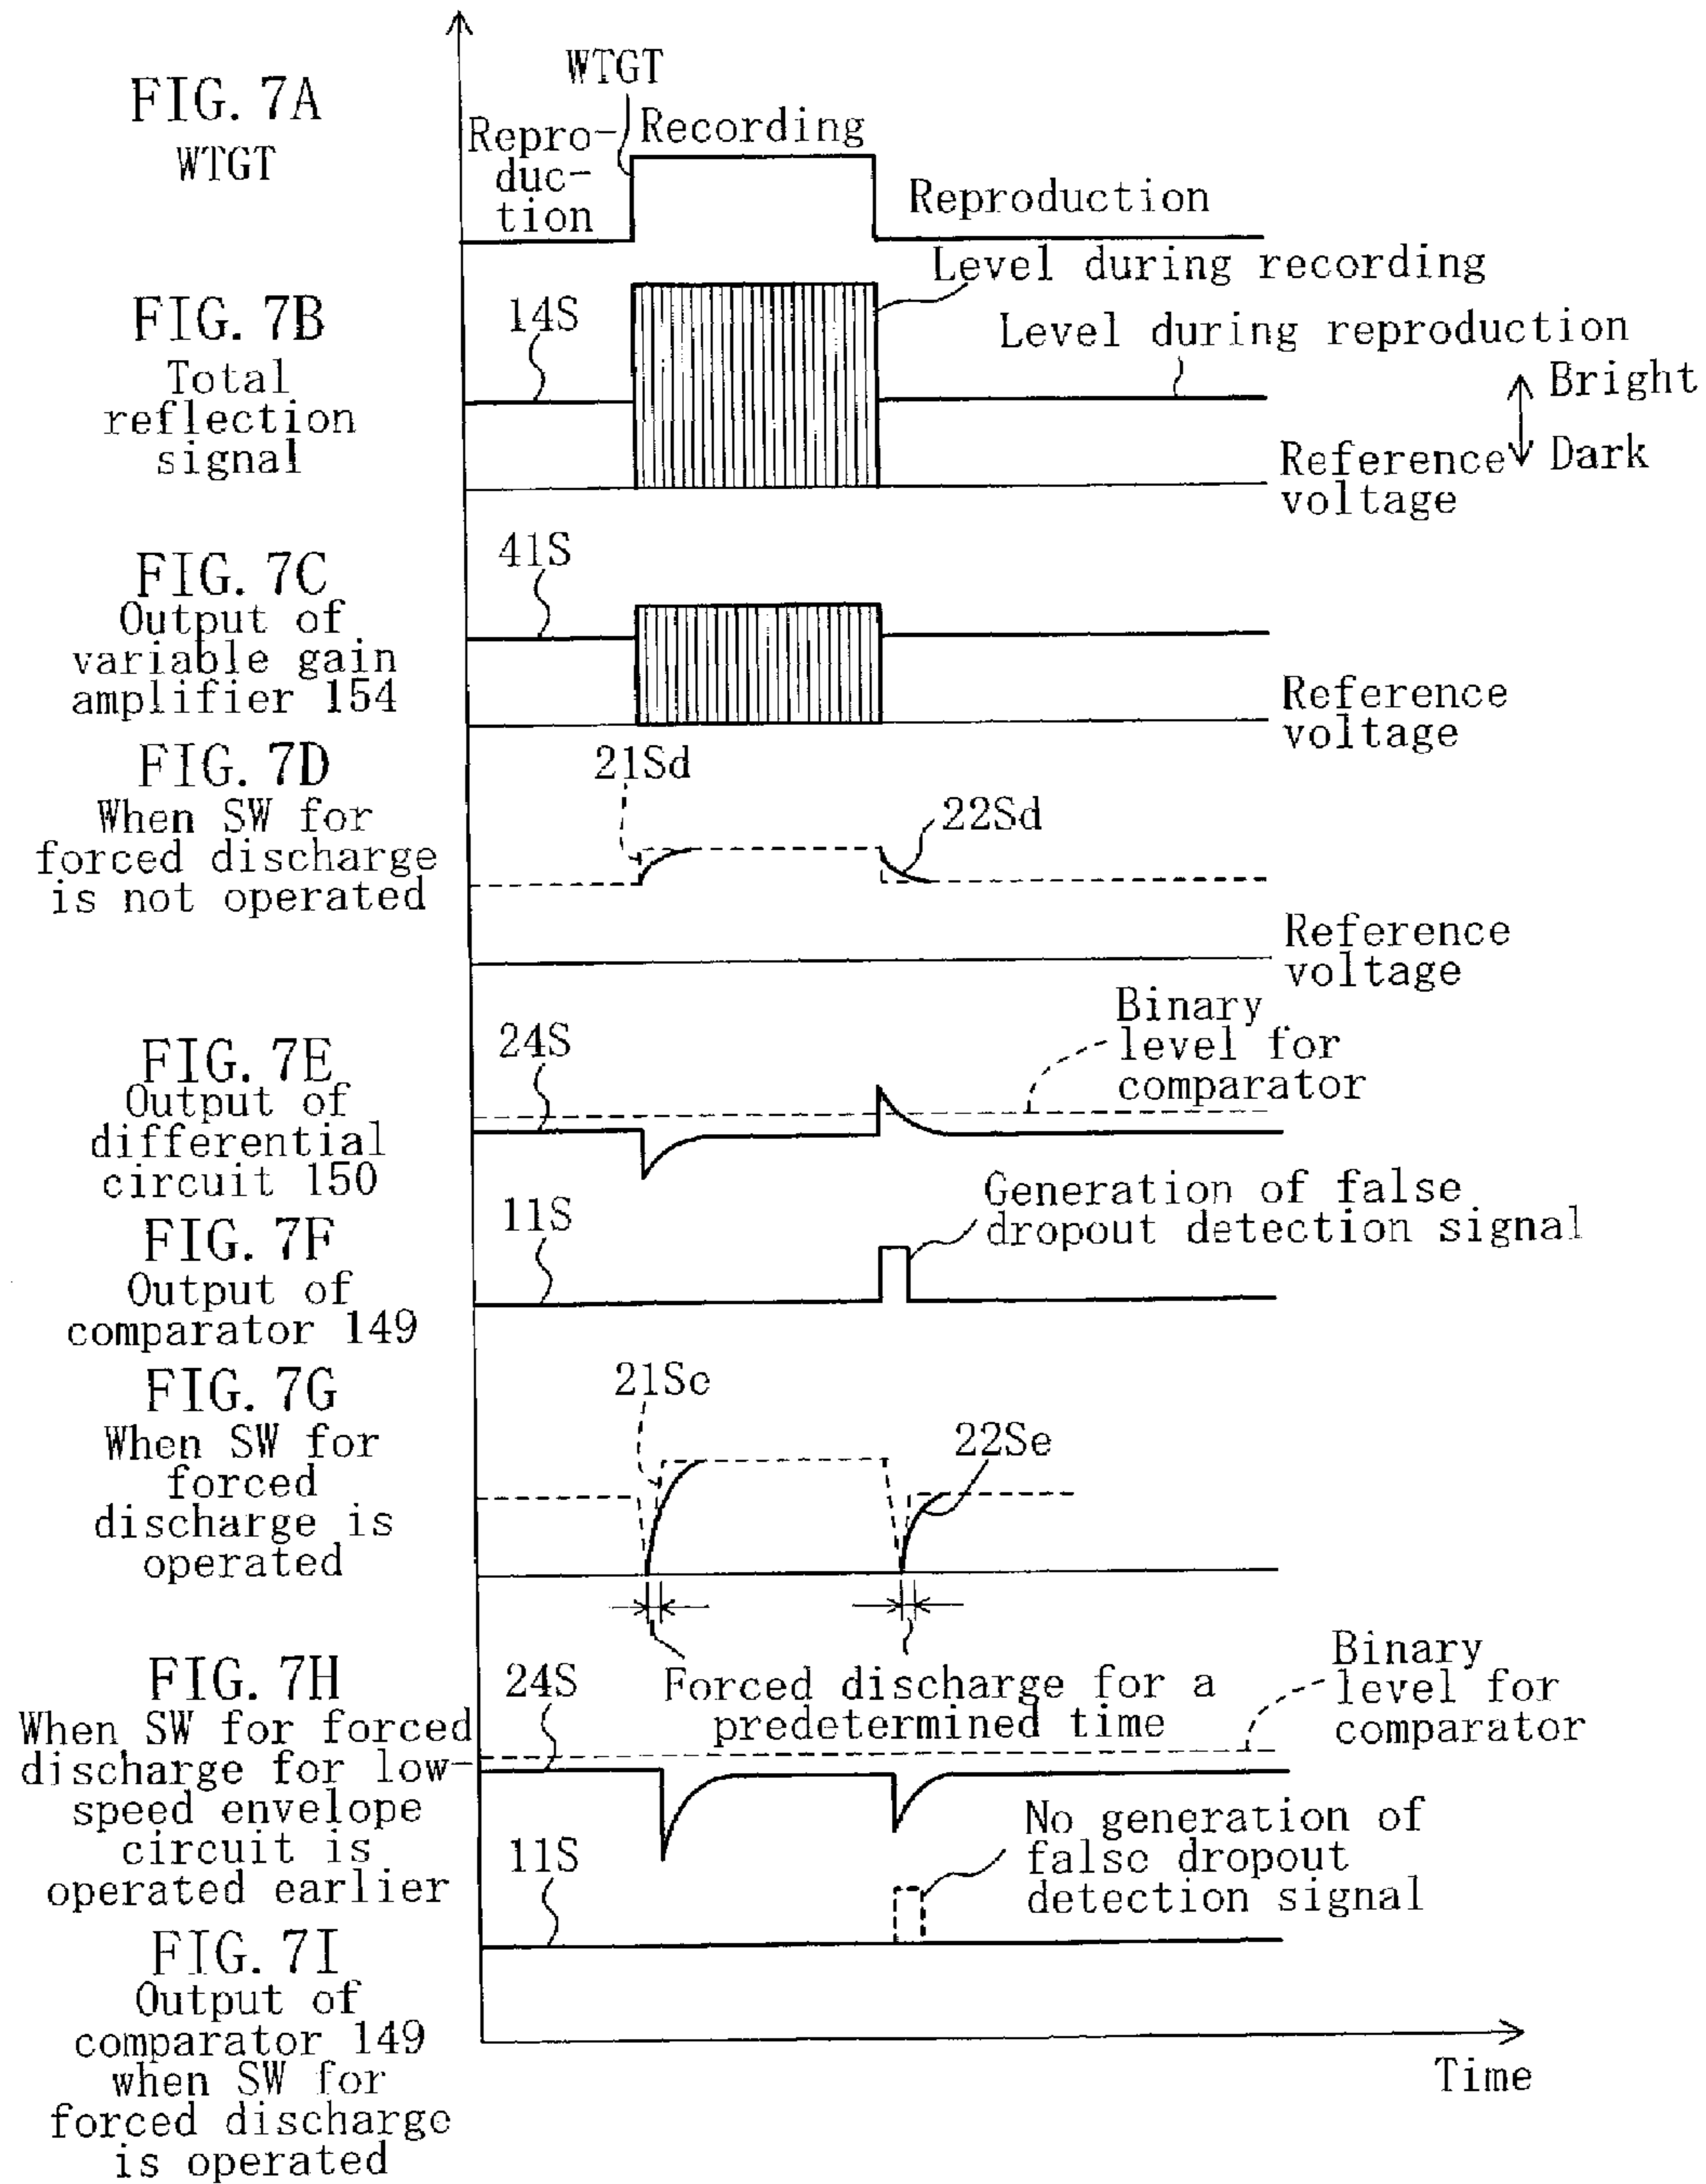 FIG. 7A
WTGT
WTGT
Repro-
duc-
tion
Recording
Reproduction
FIG. 7B
Total
reflection
signal
14S
Level during recording
Level during reproduction
Bright
Dark
Reference
voltage
FIG. 7C
Output of
variable gain
amplifier 154
41S
Reference
voltage
FIG. 7D
When SW for
forced discharge
is not operated
21Sd
22Sd
Reference
voltage
FIG. 7E
Output of
differential
circuit 150
24S
Binary
level for
comparator
FIG. 7F
Output of
comparator 149
11S
Generation of false
dropout detection signal
FIG. 7G
When SW for
forced
discharge is
operated
21Se
22Se
Forced discharge for a
predetermined time
FIG. 7H
When SW for forced
discharge for low-
speed envelope
circuit is
operated earlier
24S
Binary
level for
comparator
11S
No generation of
false dropout
detection signal
FIG. 7I
Output of
comparator 149
when SW for
forced discharge
is operated
Time